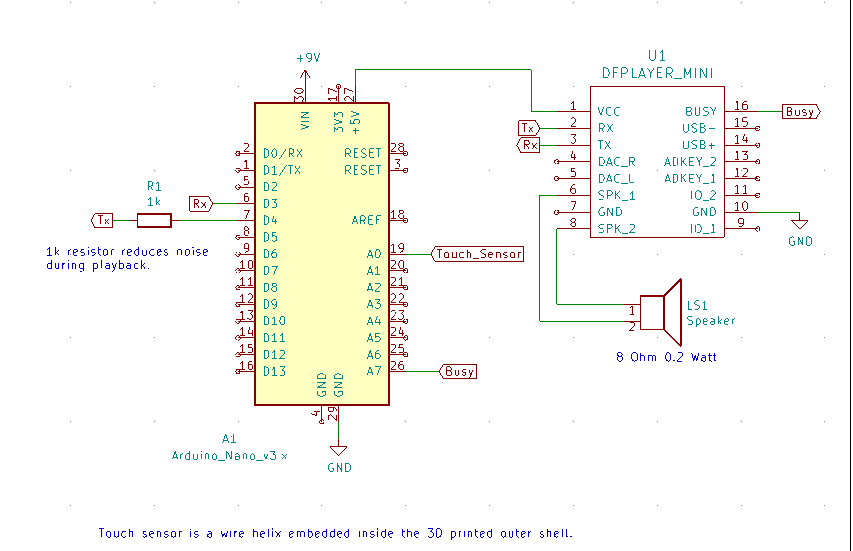 +9V
30
17
27
VIN
3V3
+5V
2
D0/RX
1
D1/TX
5
D2
6
D3
7
D4
8
D5
9
D6
10
D7
11
D8
12
D9
13
D10
14
D11
15
D12
16
D13
RESET
28
RESET
3
AREF
18
A0
19
A1
20
A2
21
A3
22
A4
23
A5
24
A6
25
A7
26
GND
GND
4
29
GND
A1
Arduino_Nano_v3.x
R1
1k
Rx
Tx
1k resistor reduces noise
during playback.
Touch_Sensor
Busy
U1
DFPLAYER_MINI
1
VCC
2
RX
3
TX
4
DAC_R
5
DAC_L
6
SPK_1
7
GND
8
SPK_2
BUSY
16
USB-
15
USB+
14
ADKEY_2
13
ADKEY_1
12
IO_2
11
GND
10
IO_1
9
Tx
Rx
Busy
GND
1
2
LS1
Speaker
8 Ohm 0.2 Watt
Touch sensor is a wire helix embedded inside the 3D printed outer shell.